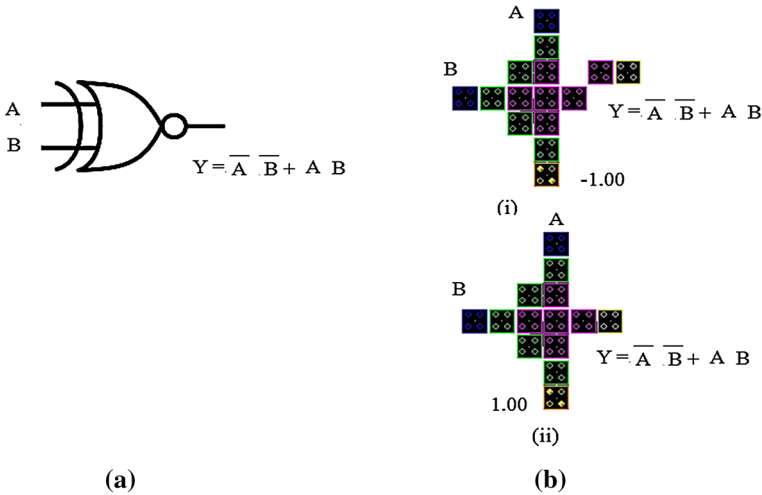 A
B
Y = A̅ B̅ + A B
(a)
A
B
Y = A̅ B̅ + A B
-1.00
(i)
A
B
Y = A̅ B̅ + A B
1.00
(ii)
(b)